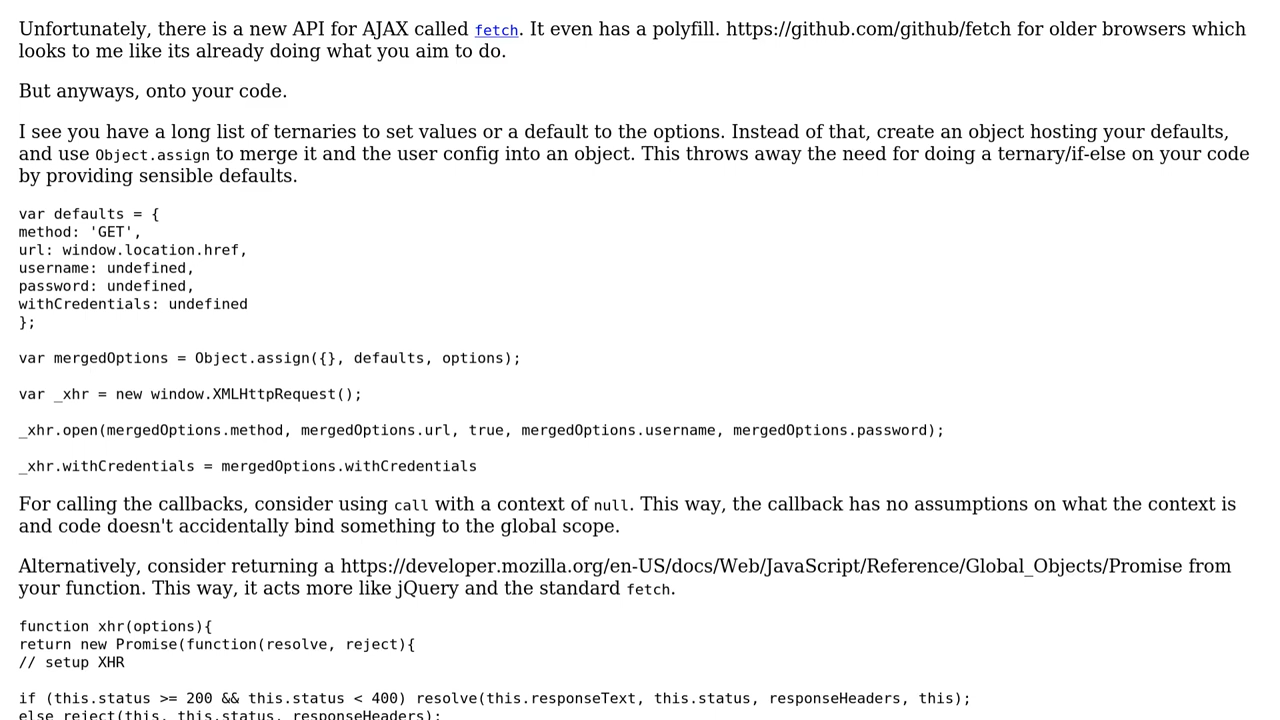 Unfortunately, there is a new API for AJAX called fetch. It even has a polyfill. https://github.com/github/fetch for older browsers which
looks to me like its already doing what you aim to do.
But anyways, onto your code.
I see you have a long list of ternaries to set values or a default to the options. Instead of that, create an object hosting your defaults,
and use Object.assign to merge it and the user config into an object. This throws away the need for doing a ternary/if-else on your code
by providing sensible defaults.
var defaults = {
method: 'GET',
url: window.location.href,
username: undefined,
password: undefined,
withCredentials: undefined
};
var mergedOptions = Object.assign({}, defaults, options);
var _xhr = new window.XMLHttpRequest();
_xhr.open(mergedOptions.method, mergedOptions.url, true, mergedOptions.username, mergedOptions.password);
_xhr.withCredentials = mergedOptions.withCredentials
For calling the callbacks, consider using call with a context of null. This way, the callback has no assumptions on what the context is
and code doesn't accidentally bind something to the global scope.
Alternatively, consider returning a https://developer.mozilla.org/en-US/docs/Web/JavaScript/Reference/Global_Objects/Promise from
your function. This way, it acts more like jQuery and the standard fetch.
function xhr(options){
return new Promise(function(resolve, reject){
// setup XHR
if (this.status >= 200 && this.status < 400) resolve(this.responseText, this.status, responseHeaders, this);
else reject(this, this.status, responseHeaders);